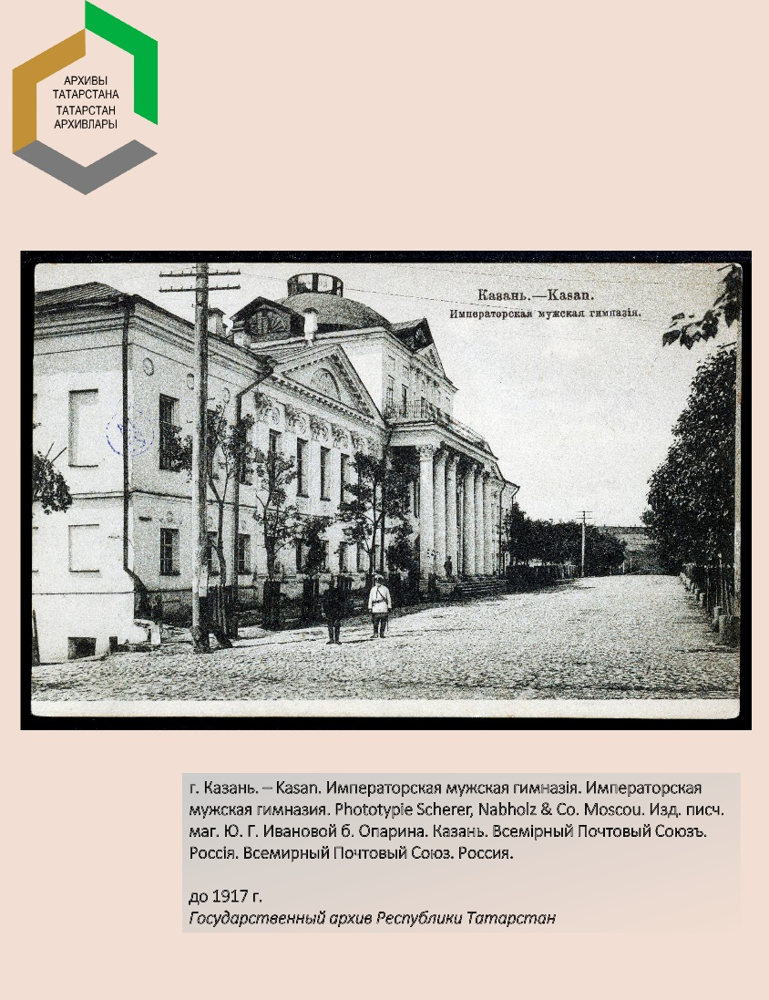 АРХИВЫ
ТАТАРСТАНА
ТАТАРСТАН
АРХИВЛАРЫ
Казань.—Kasan.
Императорская мужская гимназія.
г. Казань. – Kasan. Императорская мужская гимназія. Императорская
мужская гимназия. Phototypie Scherer, Nabholz & Co. Moscou. Изд. писч.
маг. Ю. Г. Ивановой б. Опарина. Казань. Всемірный Почтовый Союзъ.
Россія. Всемирный Почтовый Союз. Россия.
до 1917 г.
Государственный архив Республики Татарстан